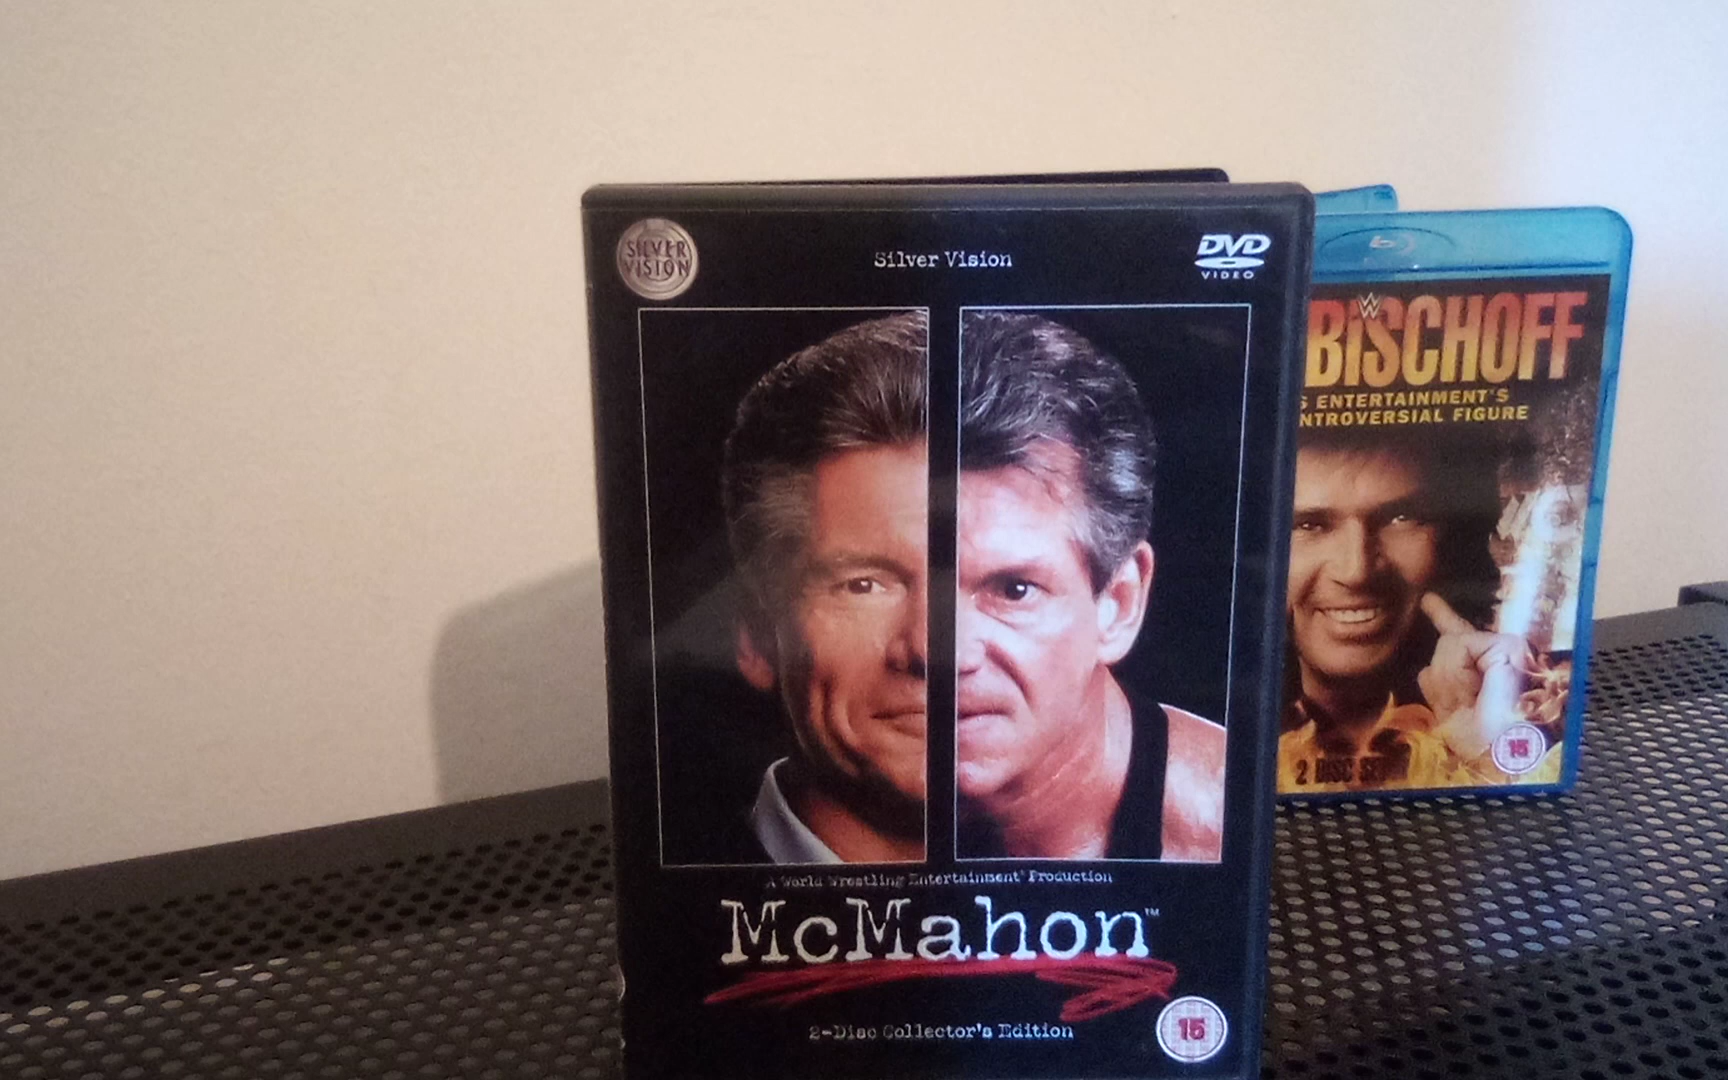 SILVER
VISION
Silver Vision
DVD
VIDEO
A World Wrestling Entertainment® Production
McMahon™
2-Disc Collector's Edition
15
W
BISCHOFF
S ENTERTAINMENT'S
NTROVERSIAL FIGURE
2 DISC SET
15